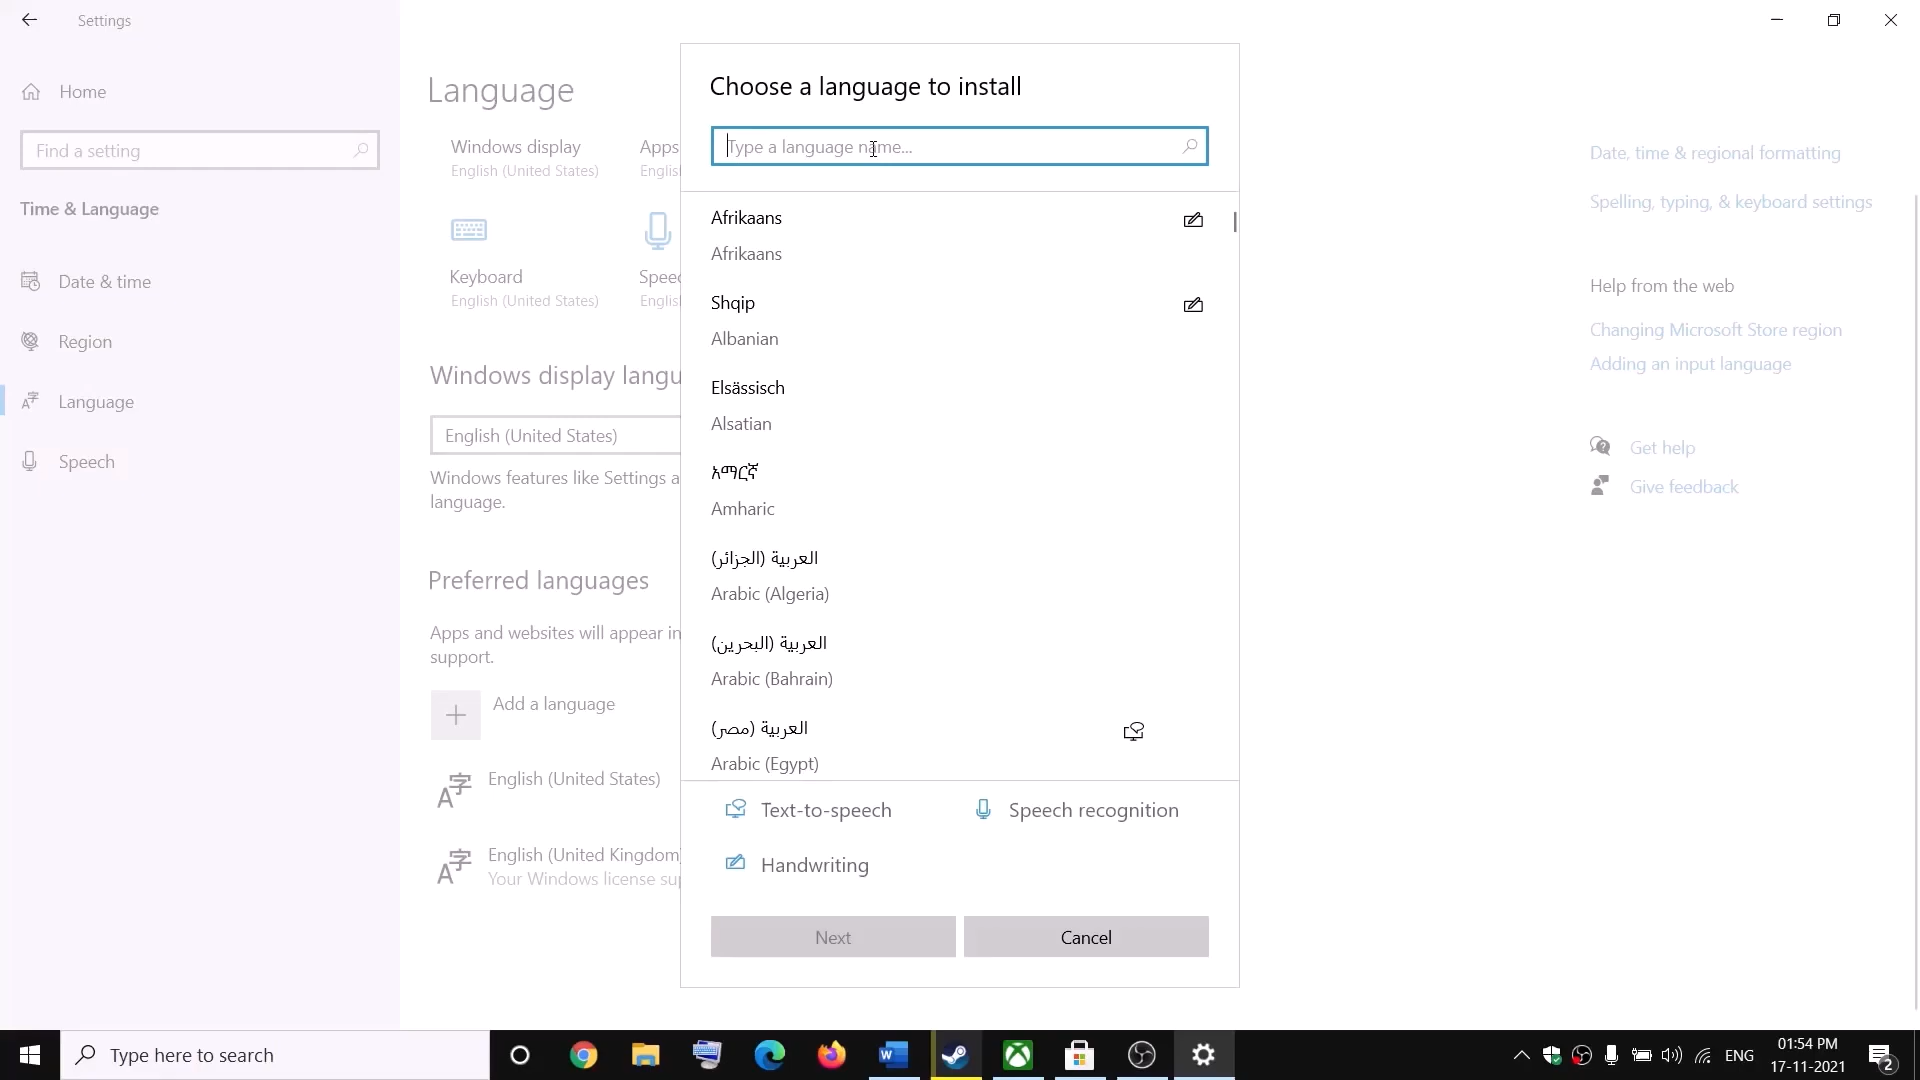 Settings
Home
Find a setting
Time & Language
Date & time
Region
Language
Speech
Language
Windows display
English (United States)
Apps
Englis
Keyboard
English (United States)
Speec
Englis
Windows display langu
English (United States)
Windows features like Settings a
language.
Preferred languages
Apps and websites will appear in
support.
Add a language
English (United States)
English (United Kingdom)
Your Windows license sup
Choose a language to install
Type a language name...
Afrikaans
Afrikaans
Shqip
Albanian
Elsässisch
Alsatian
አማርኛ
Amharic
العربية (الجزائر)
Arabic (Algeria)
العربية (البحرين)
Arabic (Bahrain)
العربية (مصر)
Arabic (Egypt)
Text-to-speech
Speech recognition
Handwriting
Next
Cancel
Date, time & regional formatting
Spelling, typing, & keyboard settings
Help from the web
Changing Microsoft Store region
Adding an input language
Get help
Give feedback
Type here to search
ENG
01:54 PM
17-11-2021
2